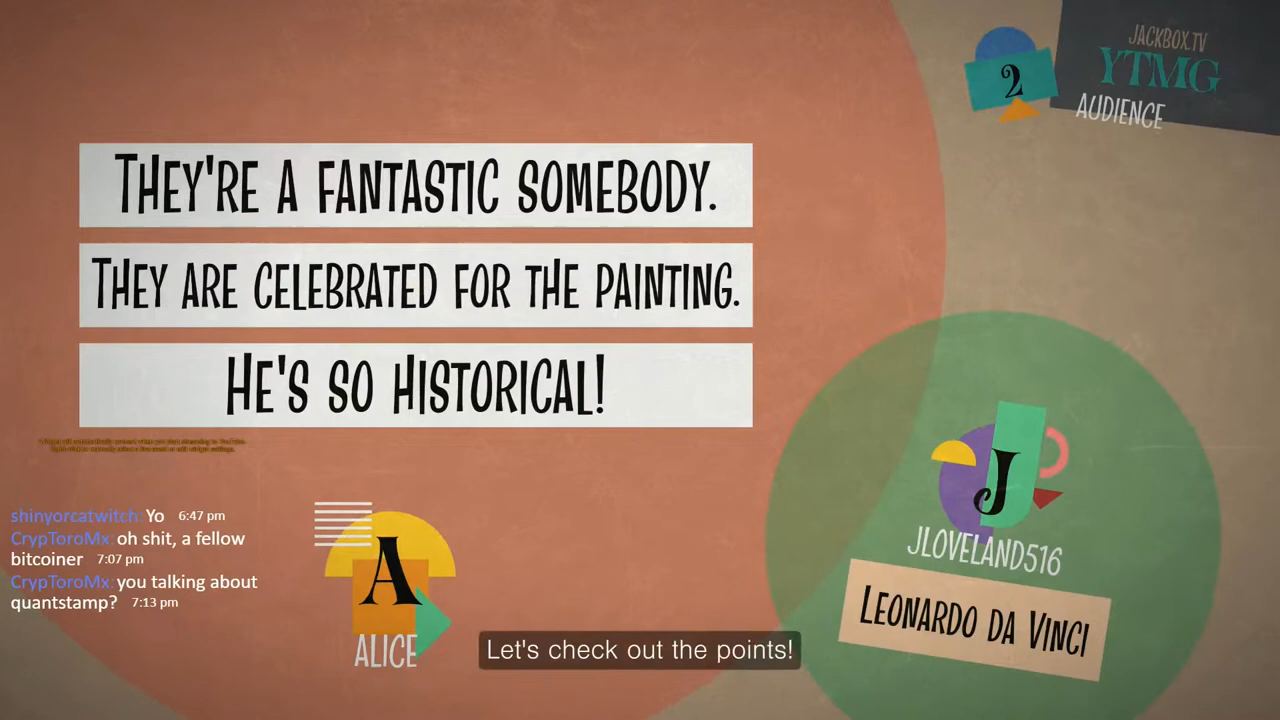 JACKBOX.TV
YTMG
2
AUDIENCE
THEY'RE A FANTASTIC SOMEBODY.
THEY ARE CELEBRATED FOR THE PAINTING.
HE'S SO HISTORICAL!
shinyorcatwitch: Yo 6:47 pm
CrypToroMx: oh shit, a fellow
bitcoiner 7:07 pm
CrypToroMx: you talking about
quantstamp? 7:13 pm
A
ALICE
J
JLOVELAND516
LEONARDO DA VINCI
Let's check out the points!